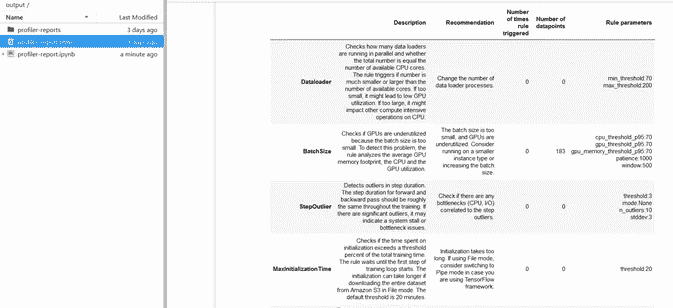 output /
Name
Last Modified
profiler-reports
3 days ago
profiler-report.ipynb
a minute ago
Description
Recommendation
Number
of times
rule
triggered
Number of
datapoints
Rule parameters
Dataloader
Checks how many data loaders
are running in parallel and whether
the total number is equal the
number of available CPU cores.
The rule triggers if number is
much smaller or larger than the
number of available cores. If too
small, it might lead to low GPU
utilization. If too large, it might
impact other compute intensive
operations on CPU.
Change the number of
data loader processes.
0
0
min_threshold:70
max_threshold:200
BatchSize
Checks if GPUs are underutilized
because the batch size is too
small. To detect this problem, the
rule analyzes the average GPU
memory footprint, the CPU and the
GPU utilization.
The batch size is too
small, and GPUs are
underutilized. Consider
running on a smaller
instance type or
increasing the batch
size.
0
183
cpu_threshold_p95:70
gpu_threshold_p95:70
gpu_memory_threshold_p95:70
patience:1000
window:500
StepOutlier
Detects outliers in step duration.
The step duration for forward and
backward pass should be roughly
the same throughout the training. If
there are significant outliers, it may
indicate a system stall or
bottleneck issues.
Check if there are any
bottlenecks (CPU, I/O)
correlated to the step
outliers.
0
0
threshold:3
mode:None
n_outliers:10
stddev:3
MaxInitializationTime
Checks if the time spent on
initialization exceeds a threshold
percent of the total training time.
The rule waits until the first step of
training loop starts. The
initialization can take longer if
downloading the entire dataset
from Amazon S3 in File mode. The
default threshold is 20 minutes.
Initialization takes too
long. If using File mode,
consider switching to
Pipe mode in case you
are using TensorFlow
framework.
0
0
threshold:20